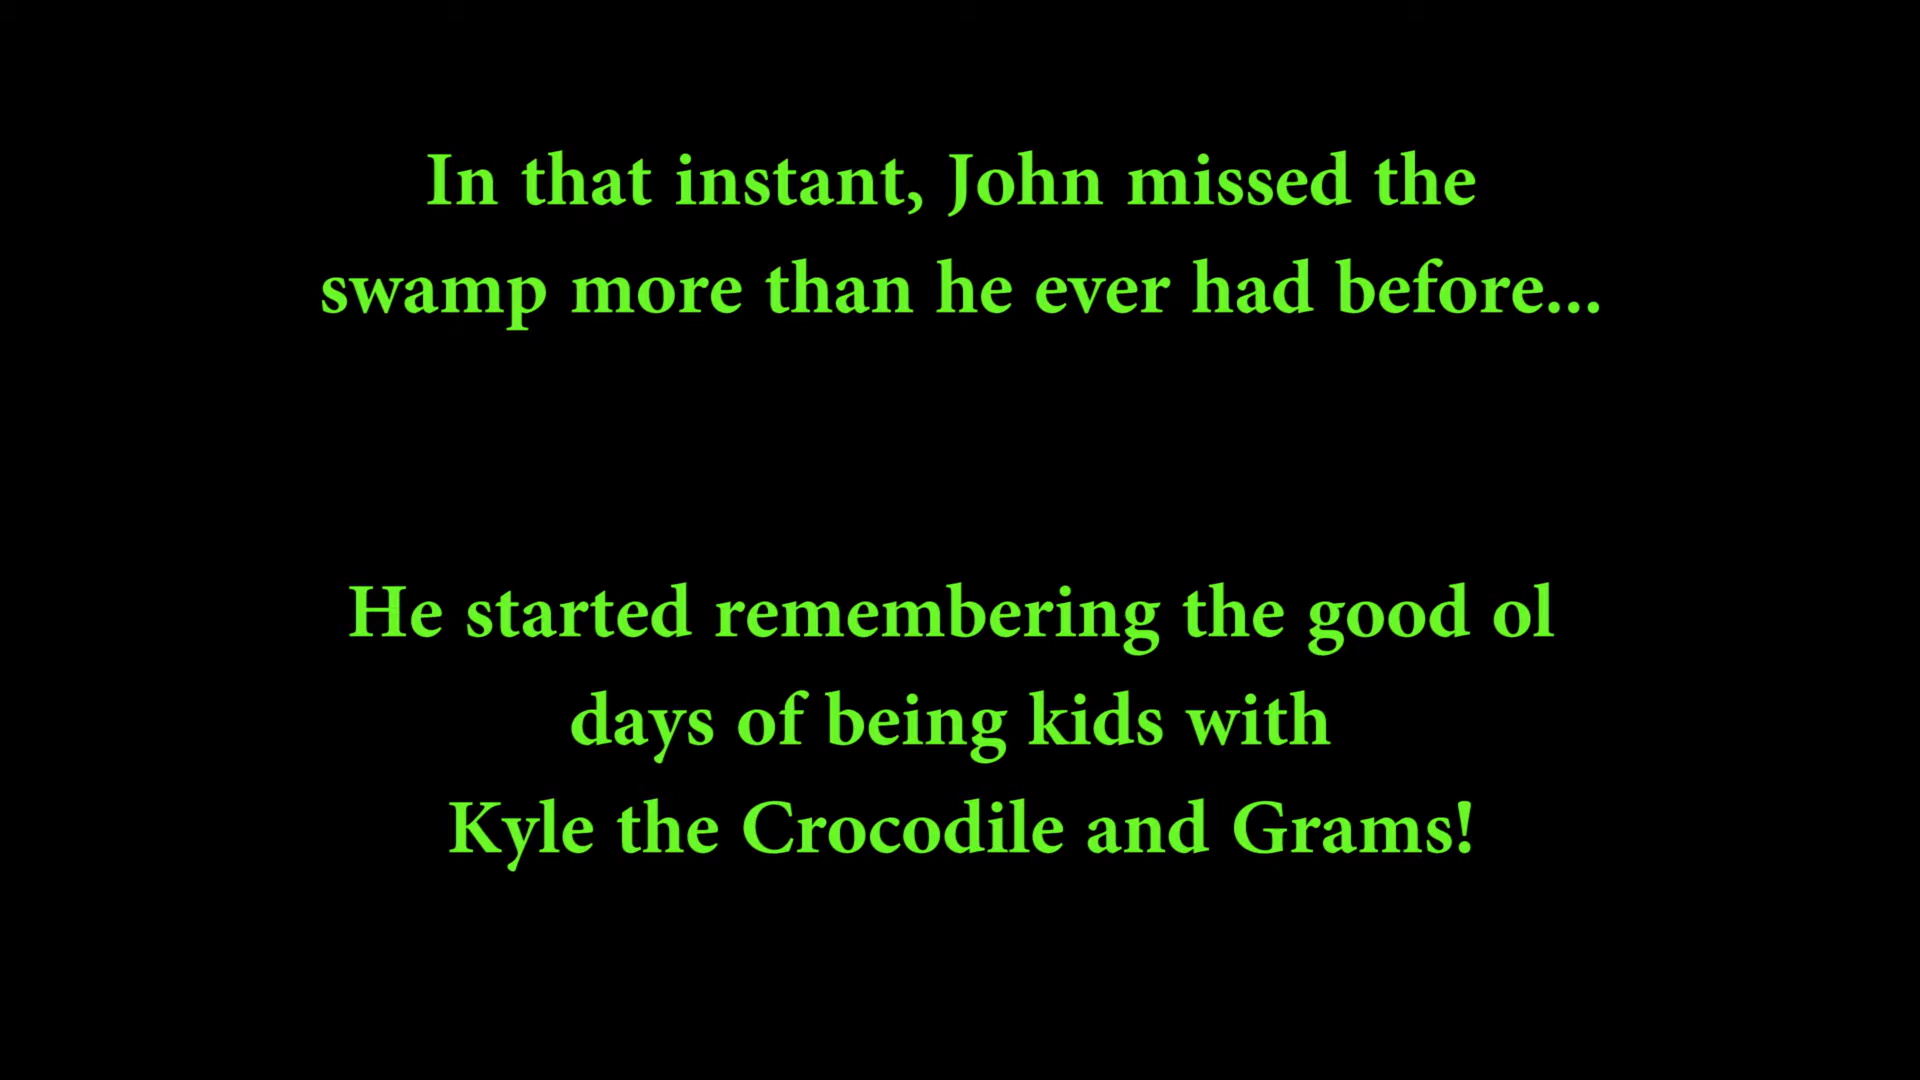 In that instant, John missed the
swamp more than he ever had before...
He started remembering the good ol
days of being kids with
Kyle the Crocodile and Grams!